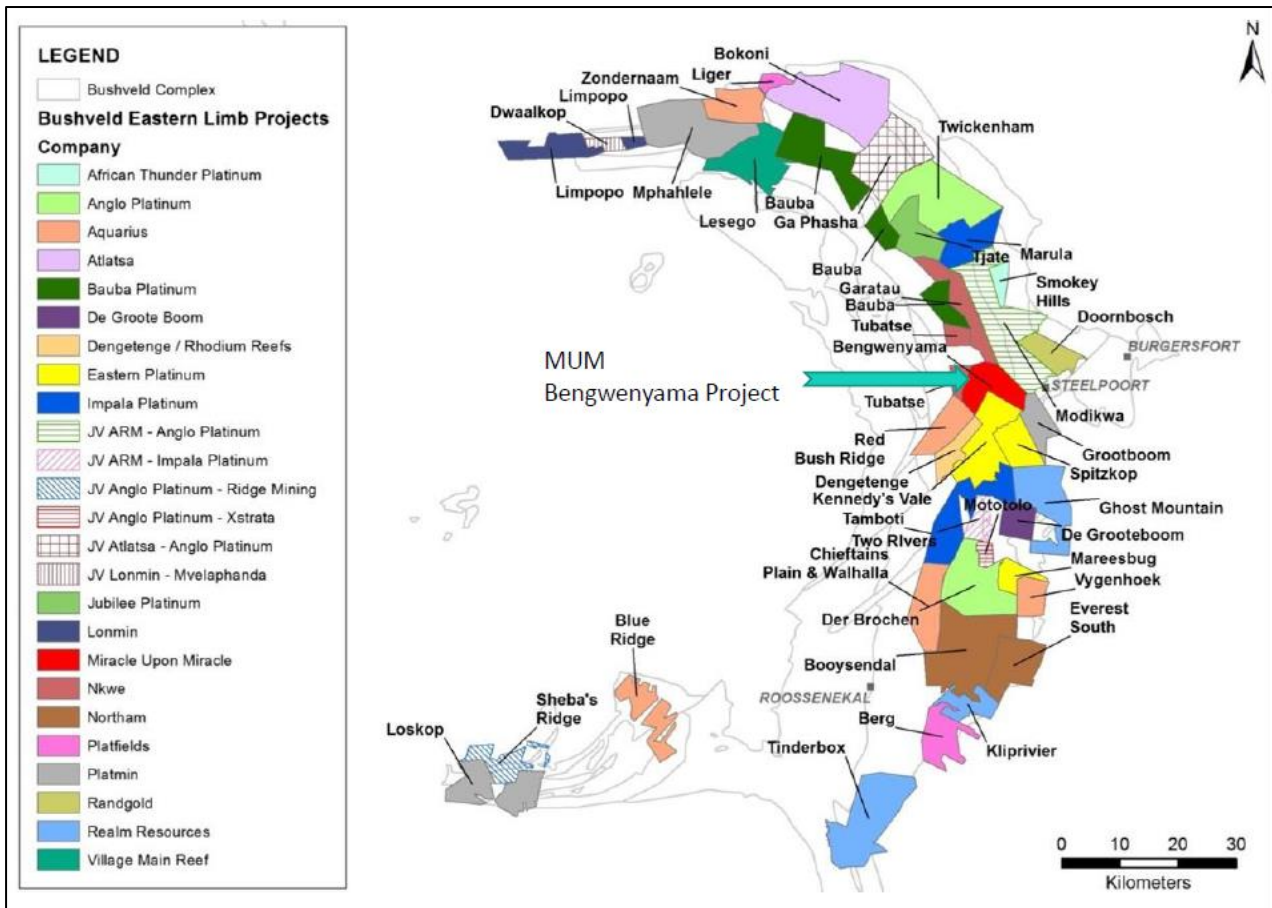 LEGEND
Bushveld Complex
Bushveld Eastern Limb Projects
Company
African Thunder Platinum
Anglo Platinum
Aquarius
Atlatsa
Bauba Platinum
De Groote Boom
Dengetenge / Rhodium Reefs
Eastern Platinum
Impala Platinum
JV ARM - Anglo Platinum
JV ARM - Impala Platinum
JV Anglo Platinum - Ridge Mining
JV Anglo Platinum - Xstrata
JV Atlatsa - Anglo Platinum
JV Lonmin - Mvelaphanda
Jubilee Platinum
Lonmin
Miracle Upon Miracle
Nkwe
Northam
Platfields
Platmin
Randgold
Realm Resources
Village Main Reef
N
Bokoni
Zondernaam
Liger
Limpopo
Dwaalkop
Twickenham
Limpopo
Mphahlele
Lesego
Bauba
Ga Phasha
Bauba
Tjate
Marula
Smokey
Hills
Garatau
Bauba
Doornbosch
Tubatse
BURGERSFORT
Bengwenyama
MUM
Bengwenyama Project
STEELPOORT
Tubatse
Modikwa
Red
Bush Ridge
Grootboom
Spitzkop
Dengetenge
Kennedy's Vale
Mototolo
Ghost Mountain
Tamboti
Two RIvers
De Grooteboom
Chieftains
Plain & Walhalla
Mareesbug
Vygenhoek
Der Brochen
Everest
South
Booysendal
Blue
Ridge
ROOSSENEKAL
Sheba's
Ridge
Loskop
Berg
Kliprivier
Tinderbox
0 10 20 30
Kilometers